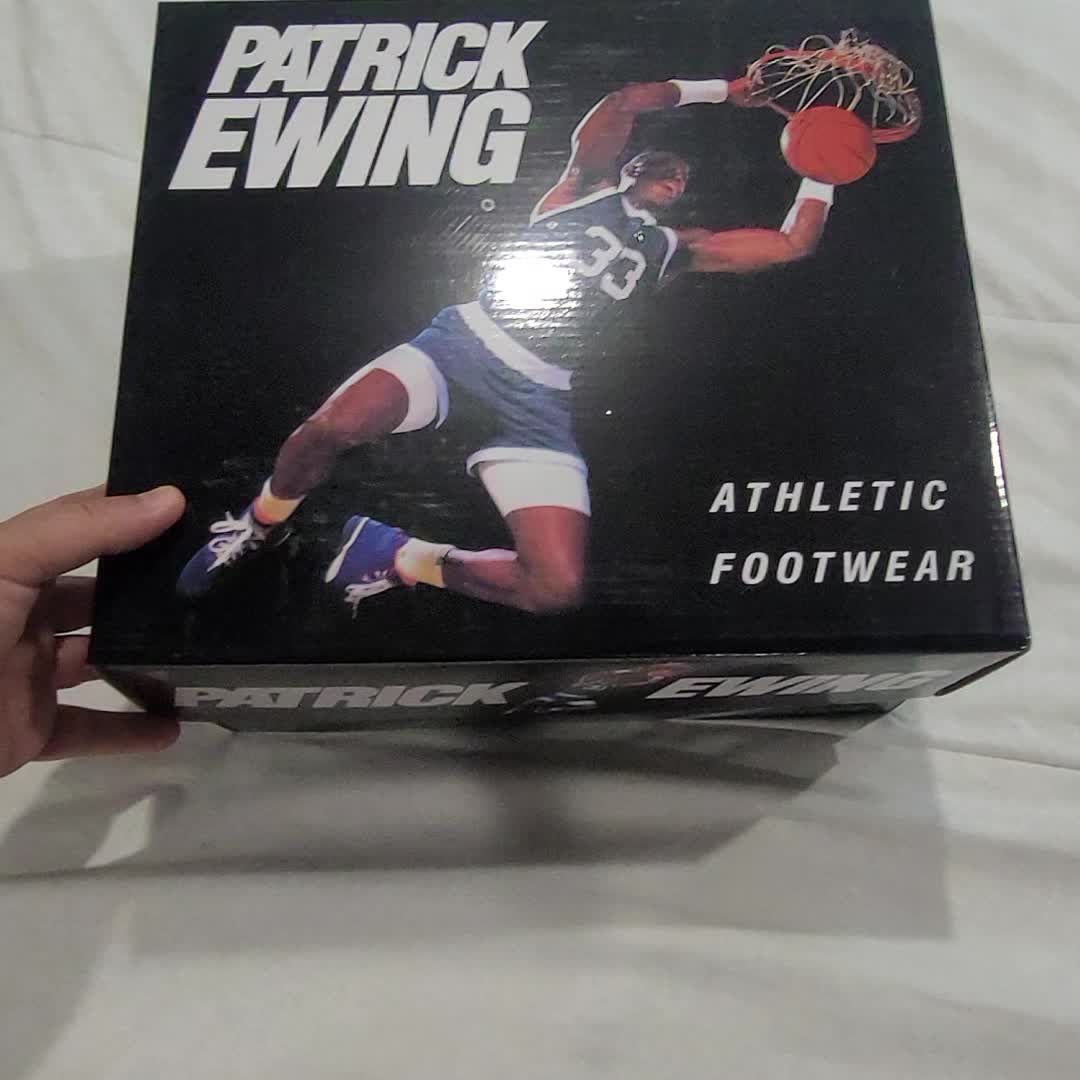 PATRICK
EWING
33
ATHLETIC
FOOTWEAR
PATRICK EWING